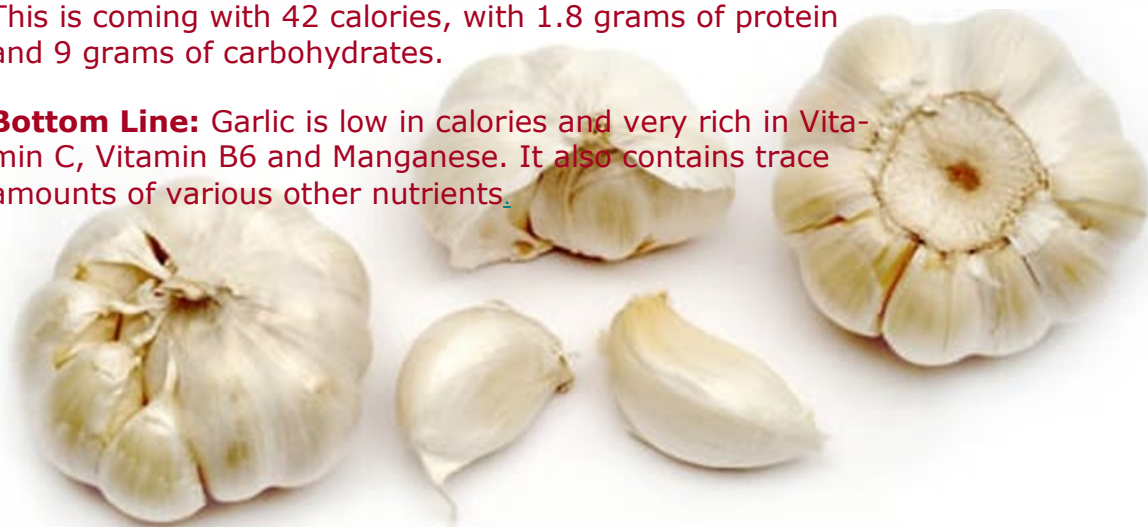 This is coming with 42 calories, with 1.8 grams of protein
and 9 grams of carbohydrates.
Bottom Line: Garlic is low in calories and very rich in Vita-
min C, Vitamin B6 and Manganese. It also contains trace
amounts of various other nutrients.